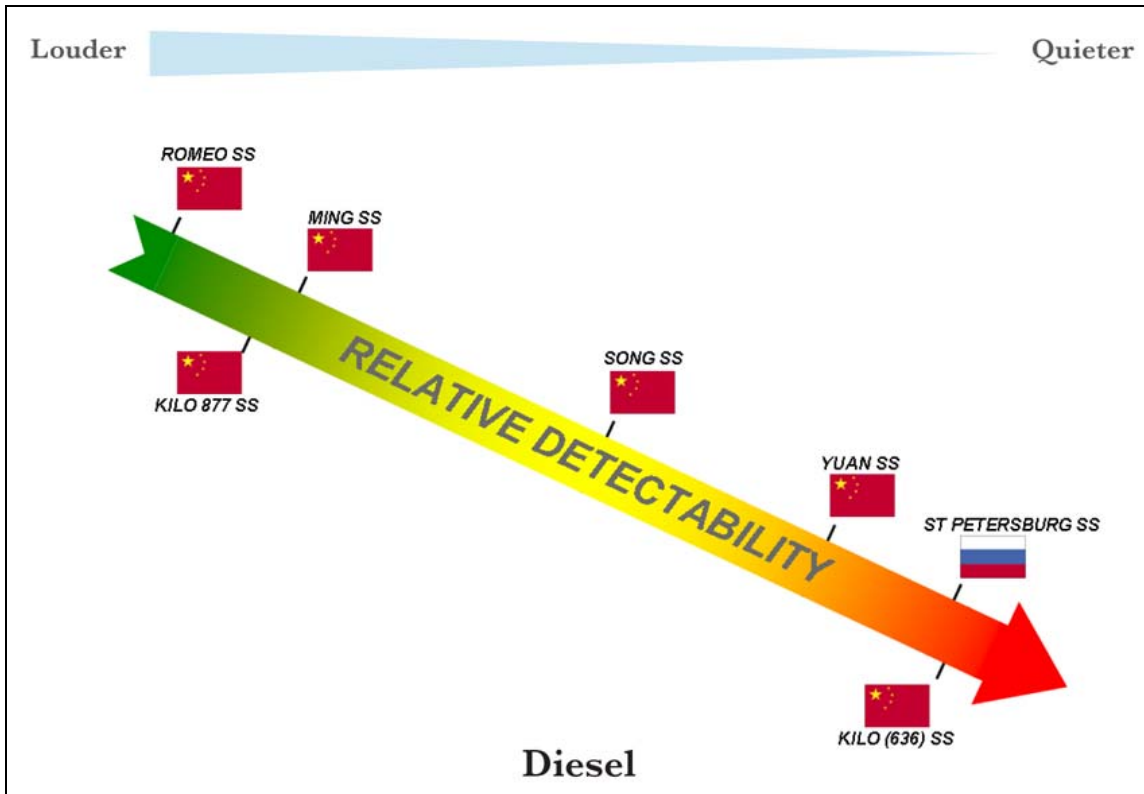 Louder
Quieter
ROMEO SS
MING SS
KILO 877 SS
SONG SS
RELATIVE DETECTABILITY
YUAN SS
ST PETERSBURG SS
KILO (636) SS
Diesel